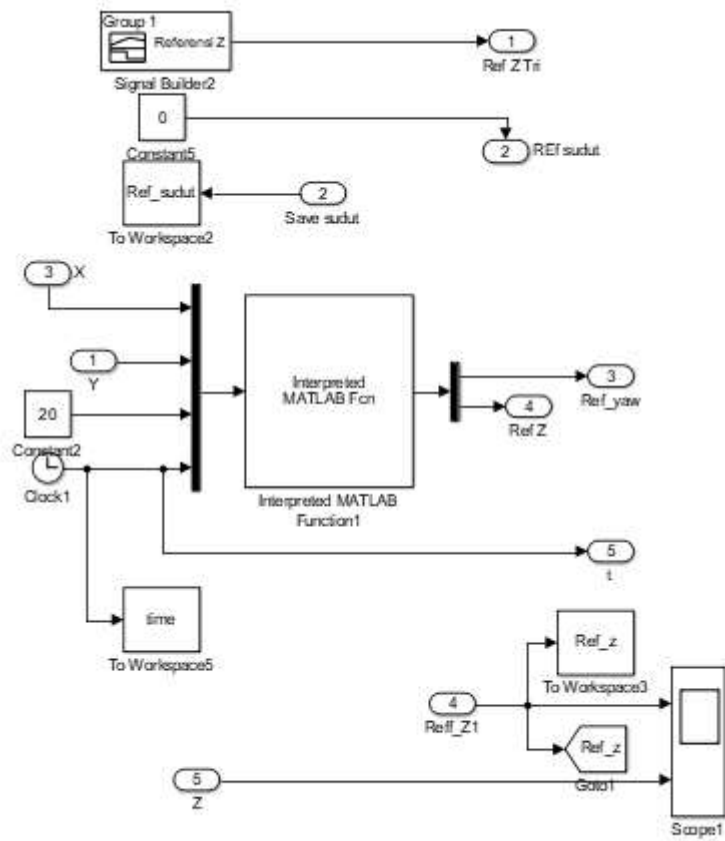 Group 1
Referensi Z
Signal Builder2
1
Ref ZTri
0
Constant5
2
REf sudut
Ref_sudut
To Workspace2
2
Save sudut
3
X
1
Y
20
Constant2
Clock1
Interpreted
MATLAB Fcn
Interpreted MATLAB
Function1
3
Ref_yaw
4
Ref Z
5
t
time
To Workspace5
Ref_z
To Workspace3
4
Reff_Z1
Ref_z
Goto1
5
Z
Scope1